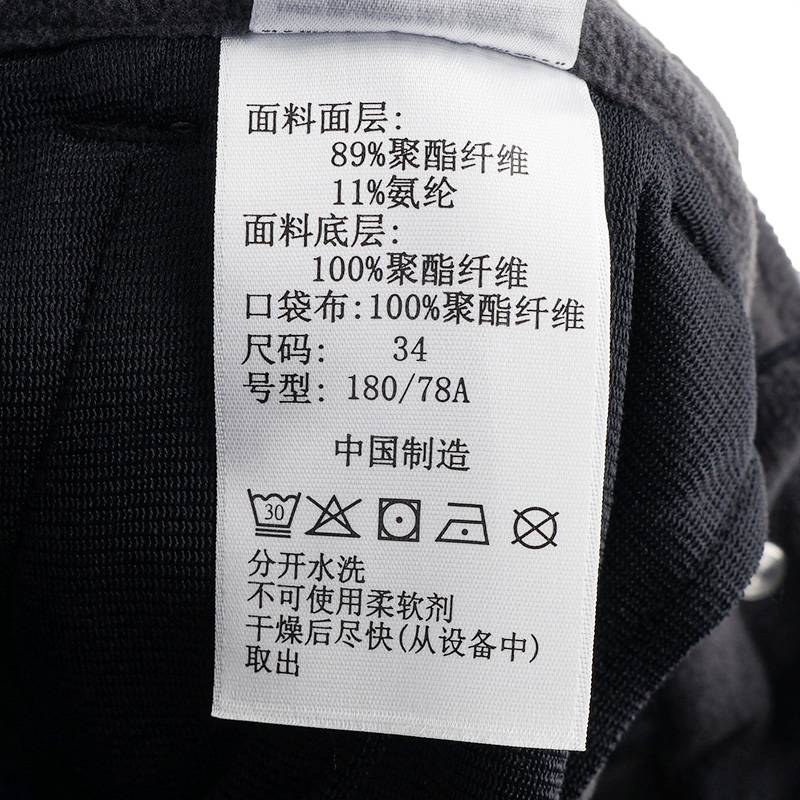 面料面层:
89%聚酯纤维
11%氨纶
面料底层:
100%聚酯纤维
口袋布:100%聚酯纤维
尺码: 34
号型: 180/78A
中国制造
30
分开水洗
不可使用柔软剂
干燥后尽快(从设备中)
取出